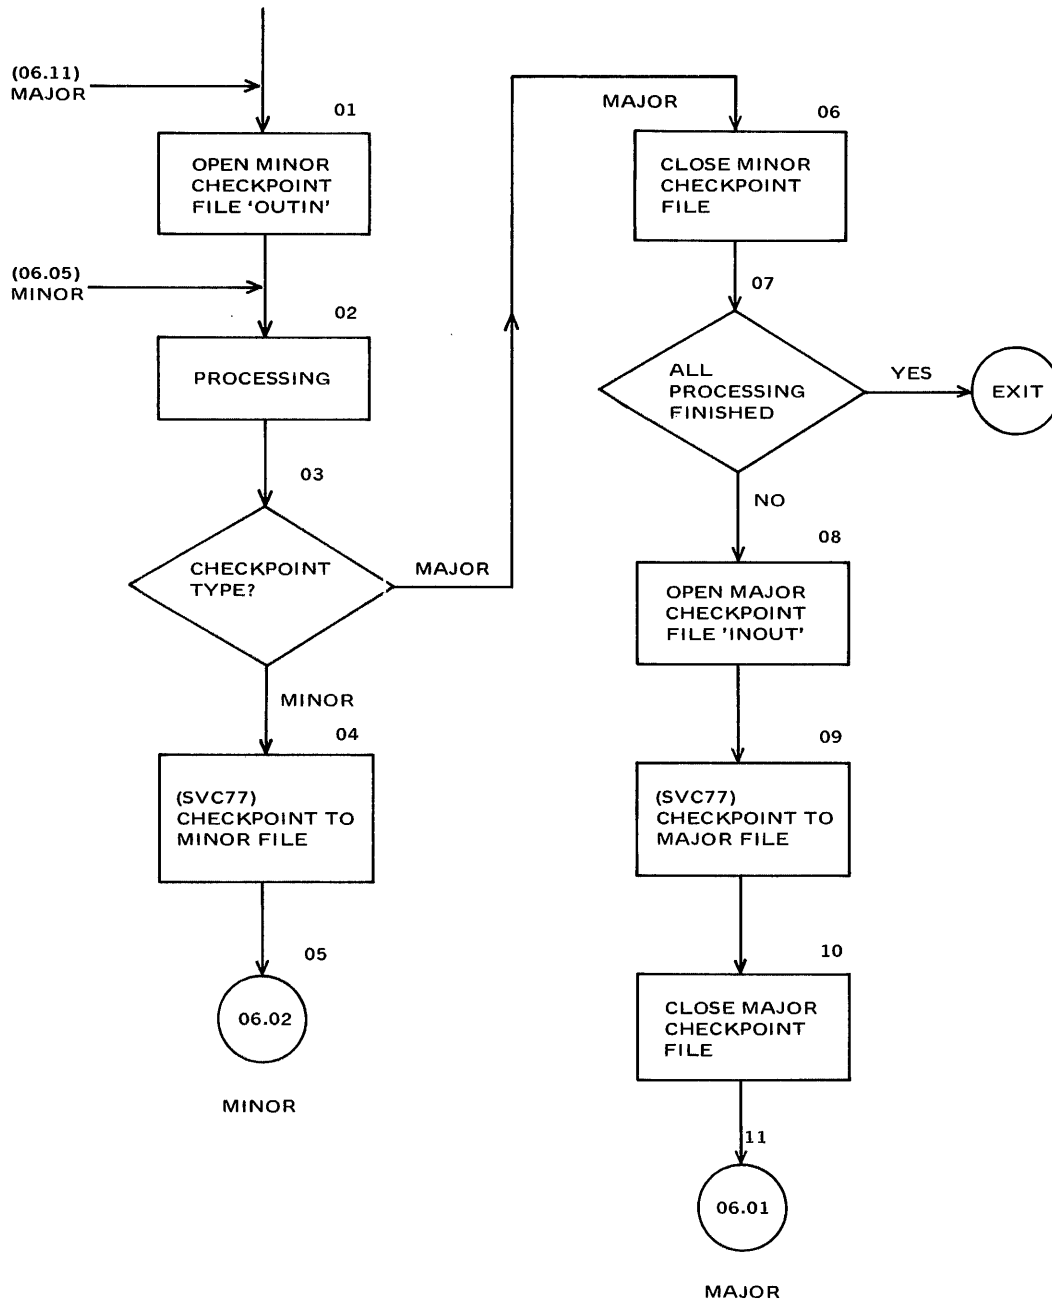 (06.11)
MAJOR
01
OPEN MINOR
CHECKPOINT
FILE 'OUTIN'
(06.05)
MINOR
02
PROCESSING
03
CHECKPOINT
TYPE?
MAJOR
MINOR
04
(SVC77)
CHECKPOINT TO
MINOR FILE
05
06.02
MINOR
MAJOR
06
CLOSE MINOR
CHECKPOINT
FILE
07
ALL
PROCESSING
FINISHED
YES
EXIT
NO
08
OPEN MAJOR
CHECKPOINT
FILE 'INOUT'
09
(SVC77)
CHECKPOINT TO
MAJOR FILE
10
CLOSE MAJOR
CHECKPOINT
FILE
11
06.01
MAJOR